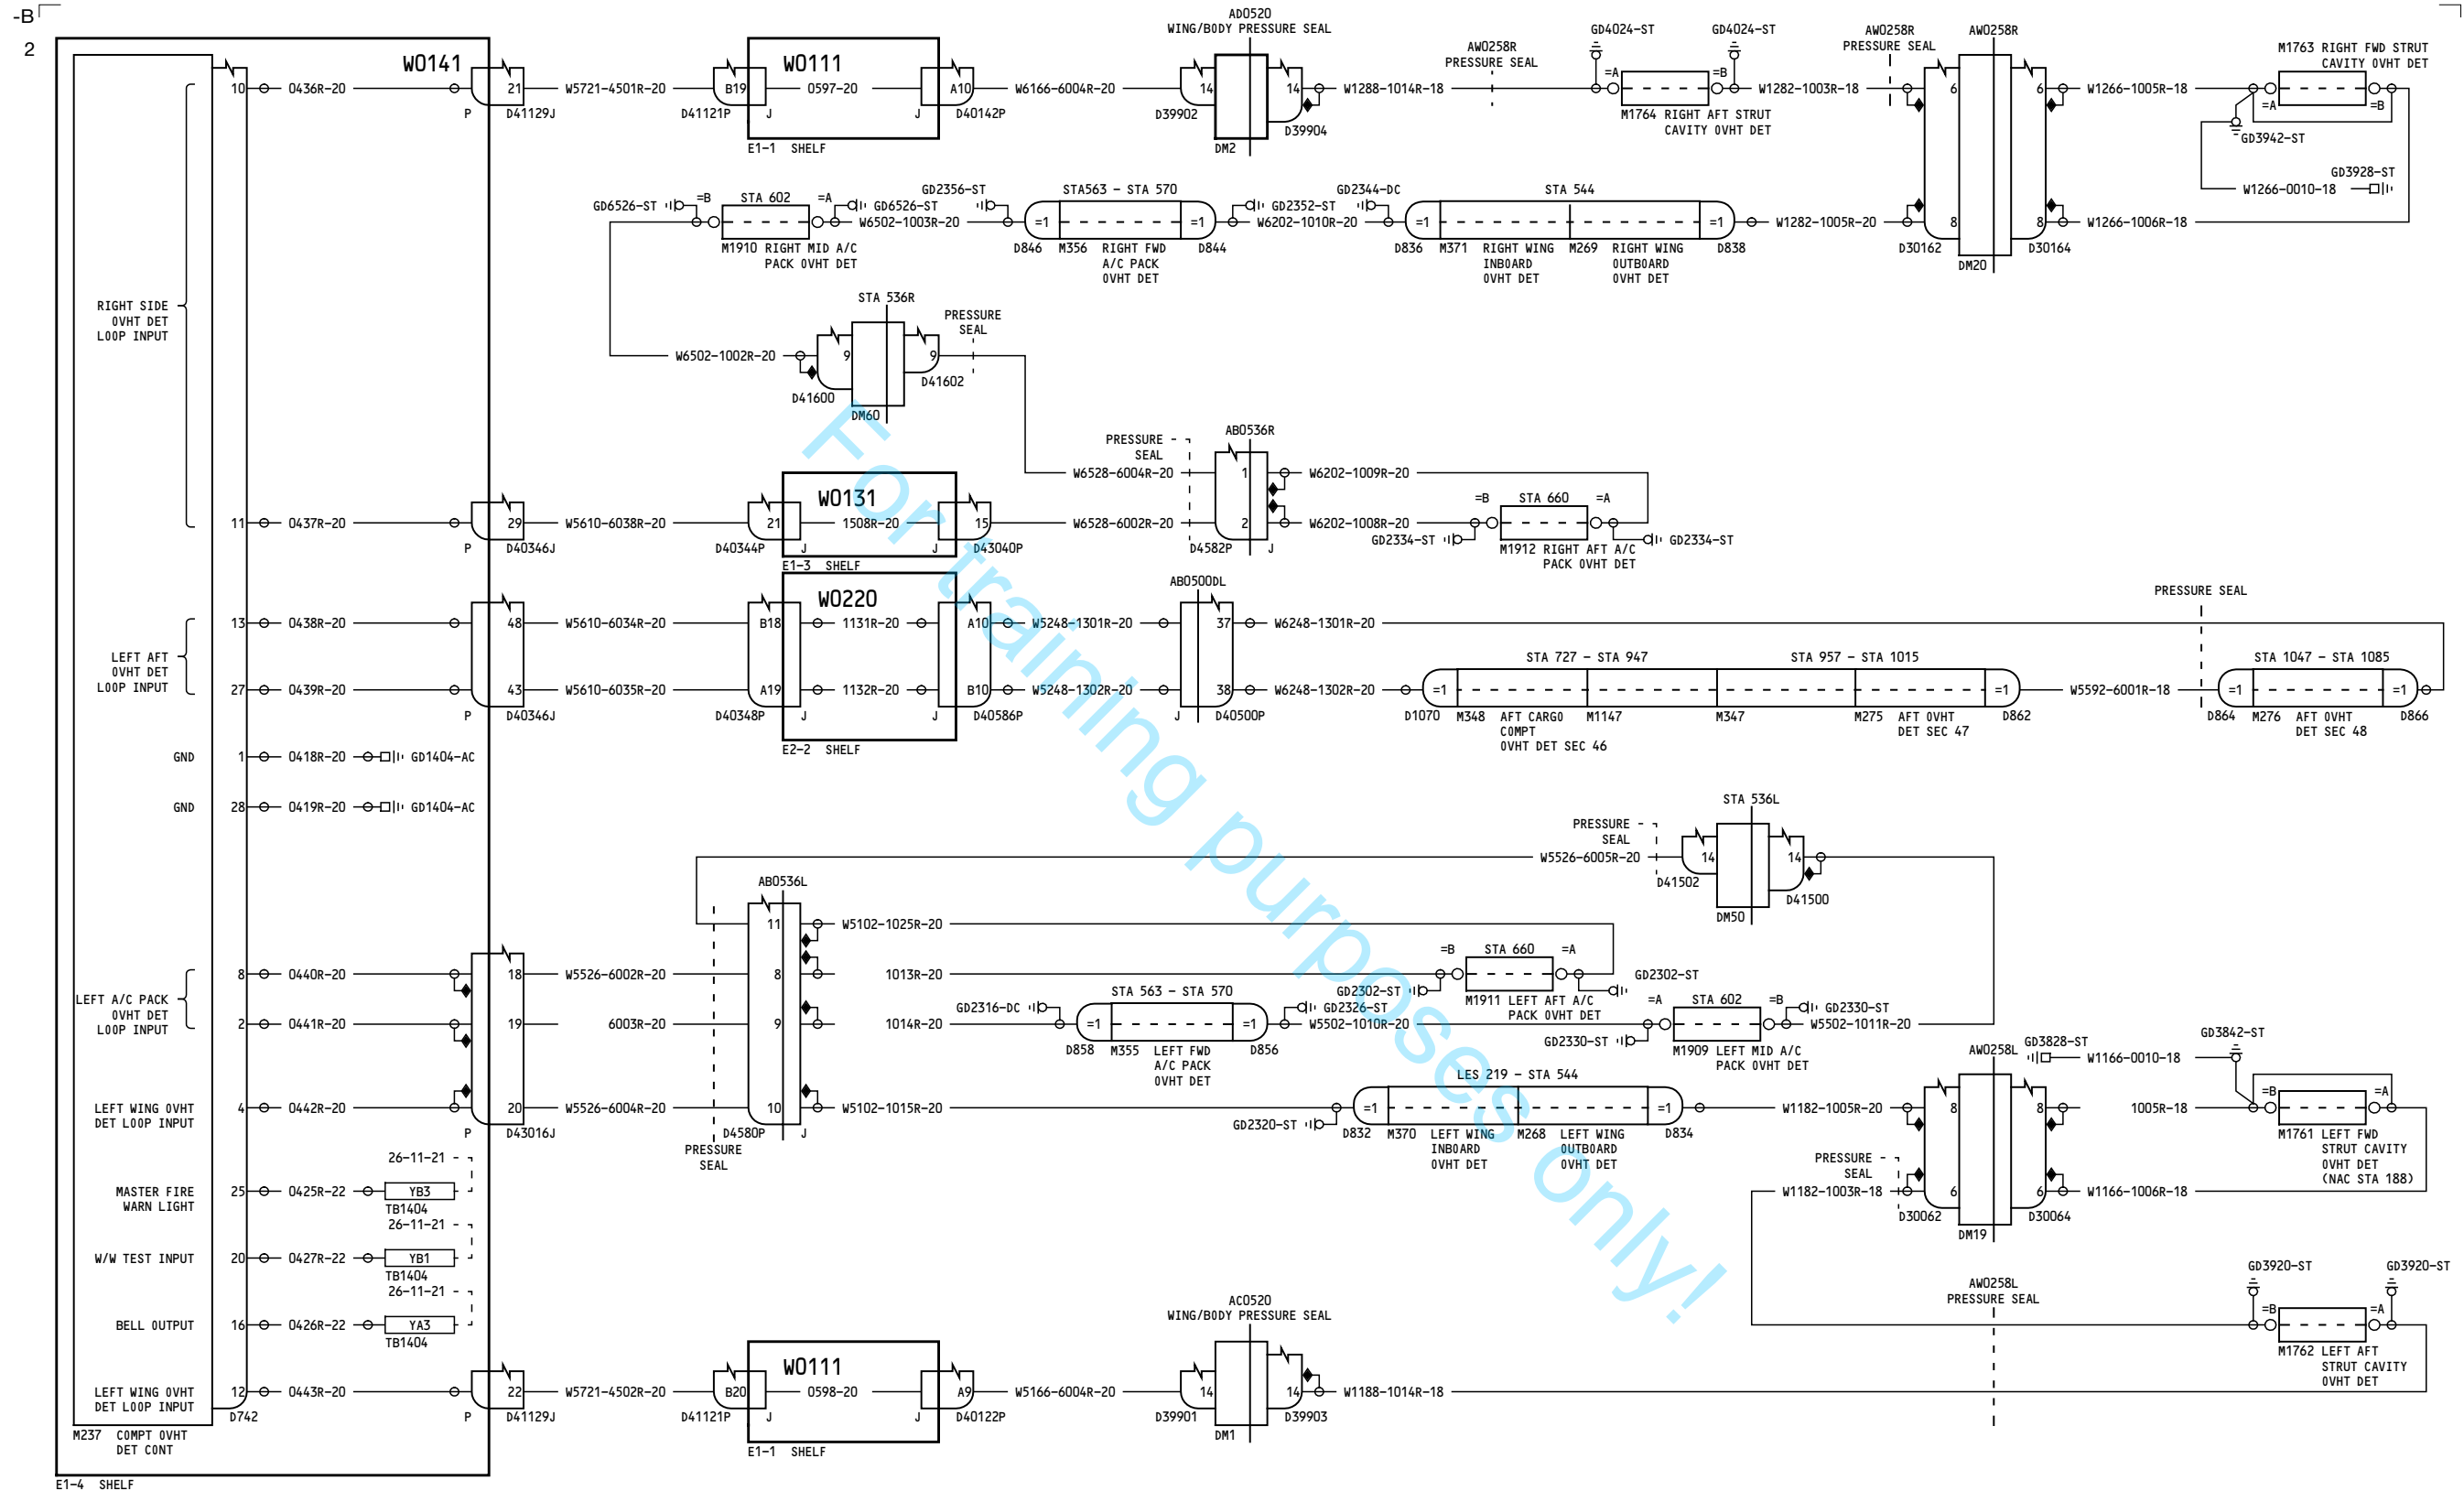 -B
2
W0141
RIGHT SIDE
OVHT DET
LOOP INPUT
LEFT AFT
OVHT DET
LOOP INPUT
GND
GND
LEFT A/C PACK
OVHT DET
LOOP INPUT
LEFT WING OVHT
DET LOOP INPUT
MASTER FIRE
WARN LIGHT
W/W TEST INPUT
BELL OUTPUT
LEFT WING OVHT
DET LOOP INPUT
M237 COMPT OVHT
DET CONT
E1-4 SHELF
D742
10 0436R-20 21 W5721-4501R-20 B19 0597-20 A10 W6166-6004R-20 14 14 W1288-1014R-18 =A =B W1282-1003R-18 6 6 W1266-1005R-18 =A =B
P D41129J D41121P J W0111 J D40142P D39902 D39904
E1-1 SHELF DM2
AD0520
WING/BODY PRESSURE SEAL
AW0258R
PRESSURE SEAL
GD4024-ST GD4024-ST
M1764 RIGHT AFT STRUT
CAVITY OVHT DET
AW0258R
PRESSURE SEAL
AW0258R
M1763 RIGHT FWD STRUT
CAVITY OVHT DET
GD3942-ST
GD3928-ST
W1266-0010-18
GD6526-ST =B STA 602 =A GD6526-ST
W6502-1003R-20
M1910 RIGHT MID A/C
PACK OVHT DET
GD2356-ST STA563 - STA 570 GD2352-ST
=1 =1 W6202-1010R-20
D846 M356 RIGHT FWD D844
A/C PACK
OVHT DET
GD2344-DC STA 544
=1 =1 W1282-1005R-20 8 8 W1266-1006R-18
D836 M371 RIGHT WING M269 RIGHT WING D838
INBOARD OUTBOARD
OVHT DET OVHT DET
D30162 DM20 D30164
STA 536R
PRESSURE
SEAL
W6502-1002R-20 9 9
D41600 D41602
DM60
PRESSURE
SEAL
AB0536R
W6528-6004R-20 1 W6202-1009R-20
11 0437R-20 29 W5610-6038R-20 21 1508R-20 15 W6528-6002R-20 2 W6202-1008R-20
=B STA 660 =A
P D40346J D40344P J W0131 J D43040P D4582P J
GD2334-ST GD2334-ST
M1912 RIGHT AFT A/C
PACK OVHT DET
E1-3 SHELF
W0220
AB0500DL
PRESSURE SEAL
13 0438R-20 48 W5610-6034R-20 B18 1131R-20 A10 W5248-1301R-20 37 W6248-1301R-20
27 0439R-20 43 W5610-6035R-20 A19 1132R-20 B10 W5248-1302R-20 38 W6248-1302R-20
P D40346J D40348P J J D40586P J D40500P
E2-2 SHELF
STA 727 - STA 947 STA 957 - STA 1015 STA 1047 - STA 1085
=1 =1 W5592-6001R-18 =1 =1
D1070 M348 AFT CARGO M1147 M347 M275 AFT OVHT D862 D864 M276 AFT OVHT D866
COMPT DET SEC 47 DET SEC 48
OVHT DET SEC 46
1 0418R-20 GD1404-AC
28 0419R-20 GD1404-AC
STA 536L
PRESSURE
SEAL
W5526-6005R-20 14 14
D41502 D41500
DM50
AB0536L
11 W5102-1025R-20
8 0440R-20 18 W5526-6002R-20 8 1013R-20
=B STA 660 =A
GD2302-ST GD2302-ST
M1911 LEFT AFT A/C
PACK OVHT DET
2 0441R-20 19 6003R-20 9 1014R-20
GD2316-DC STA 563 - STA 570 GD2326-ST
=1 =1 W5502-1010R-20
D858 M355 LEFT FWD D856
A/C PACK
OVHT DET
=A STA 602 =B GD2330-ST
W5502-1011R-20
GD2330-ST
M1909 LEFT MID A/C
PACK OVHT DET
4 0442R-20 20 W5526-6004R-20 10 W5102-1015R-20
P D43016J D4580P J
PRESSURE
SEAL
LES 219 - STA 544
=1 =1 W1182-1005R-20 8 8 1005R-18
GD2320-ST
D832 M370 LEFT WING M268 LEFT WING D834
INBOARD OUTBOARD
OVHT DET OVHT DET
AW0258L
GD3828-ST
W1166-0010-18
GD3842-ST
=B =A
M1761 LEFT FWD
STRUT CAVITY
OVHT DET
(NAC STA 188)
PRESSURE
SEAL
W1182-1003R-18 6 6 W1166-1006R-18
D30062 D30064
DM19
26-11-21
25 0425R-22 YB3
TB1404
26-11-21
20 0427R-22 YB1
TB1404
26-11-21
16 0426R-22 YA3
TB1404
AW0258L
PRESSURE SEAL
GD3920-ST GD3920-ST
=B =A
M1762 LEFT AFT
STRUT CAVITY
OVHT DET
AC0520
WING/BODY PRESSURE SEAL
W0111
12 0443R-20 22 W5721-4502R-20 B20 0598-20 A9 W5166-6004R-20 14 14 W1188-1014R-18
P D41129J D41121P J J D40122P D39901 D39903
DM1
E1-1 SHELF
For training purposes only!